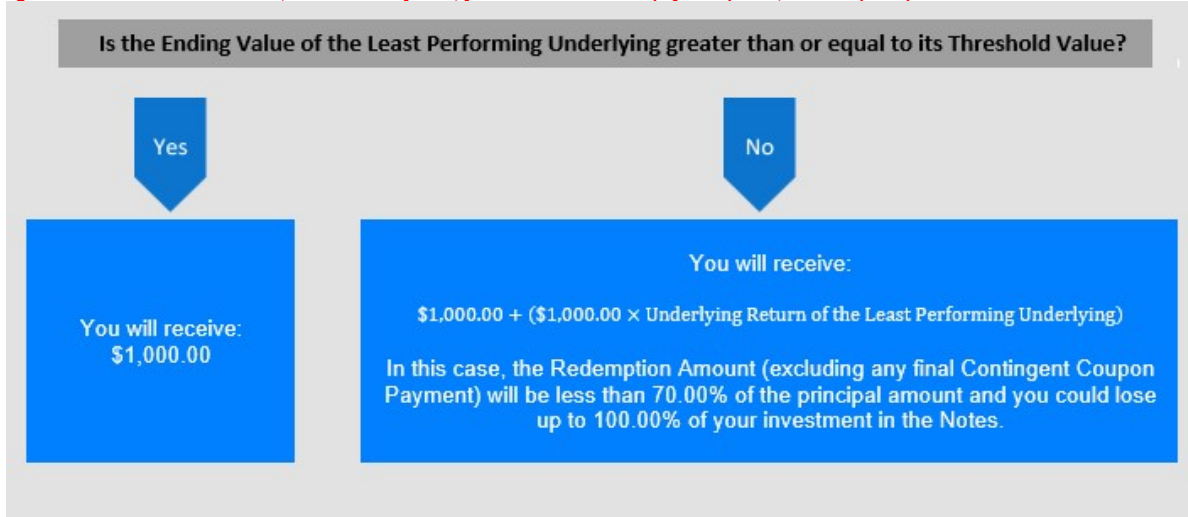 Is the Ending Value of the Least Performing Underlying greater than or equal to its Threshold Value?
Yes
No
You will receive:
$1,000.00
You will receive:
$1,000.00 + ($1,000.00 × Underlying Return of the Least Performing Underlying)
In this case, the Redemption Amount (excluding any final Contingent Coupon
Payment) will be less than 70.00% of the principal amount and you could lose
up to 100.00% of your investment in the Notes.